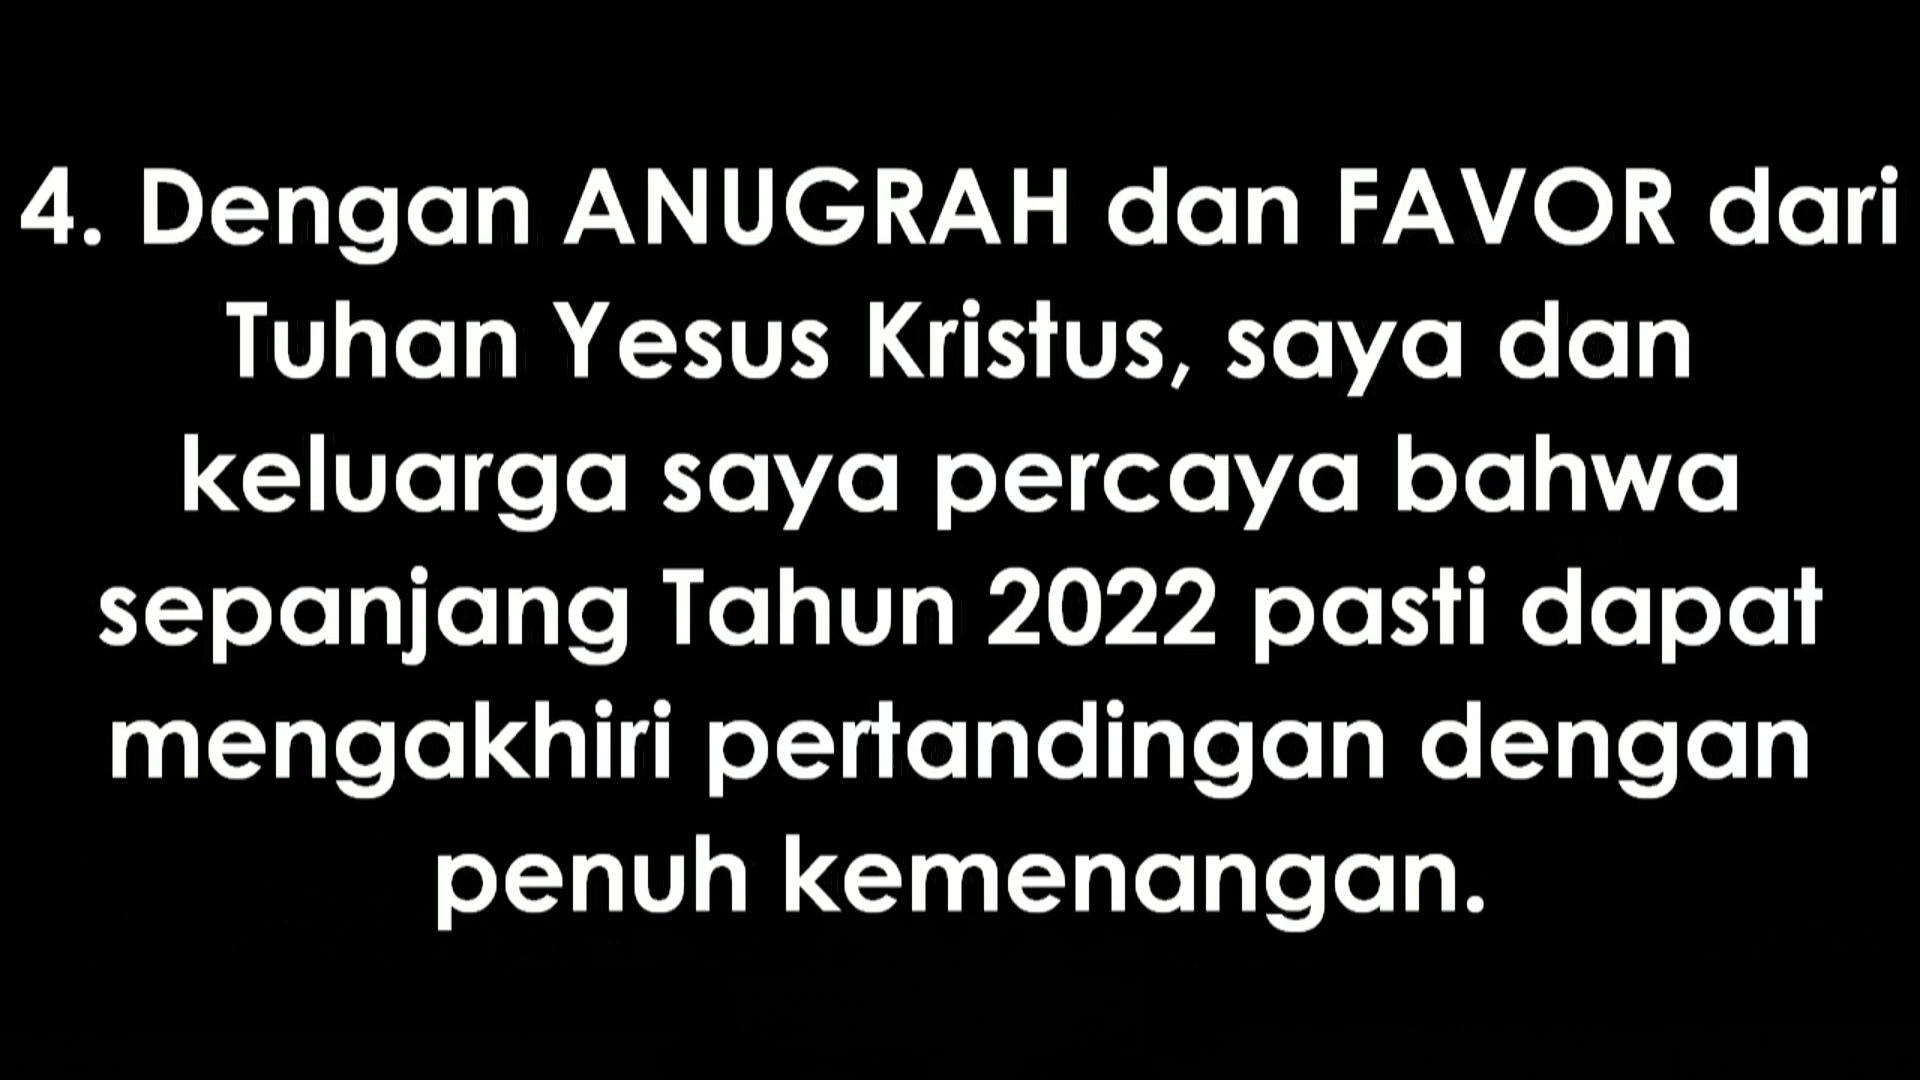 4. Dengan ANUGRAH dan FAVOR dari
Tuhan Yesus Kristus, saya dan
keluarga saya percaya bahwa
sepanjang Tahun 2022 pasti dapat
mengakhiri pertandingan dengan
penuh kemenangan.